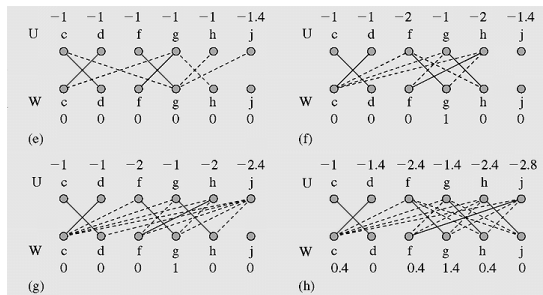 -1 -1 -1 -1 -1 -1.4
U c d f g h j
W c d f g h j
0 0 0 0 0 0
(e)
-1 -1 -2 -1 -2 -1.4
U c d f g h j
W c d f g h j
0 0 0 1 0 0
(f)
-1 -1 -2 -1 -2 -2.4
U c d f g h j
W c d f g h j
0 0 0 1 0 0
(g)
-1 -1.4 -2.4 -1.4 -2.4 -2.8
U c d f g h j
W c d f g h j
0.4 0 0.4 1.4 0.4 0
(h)